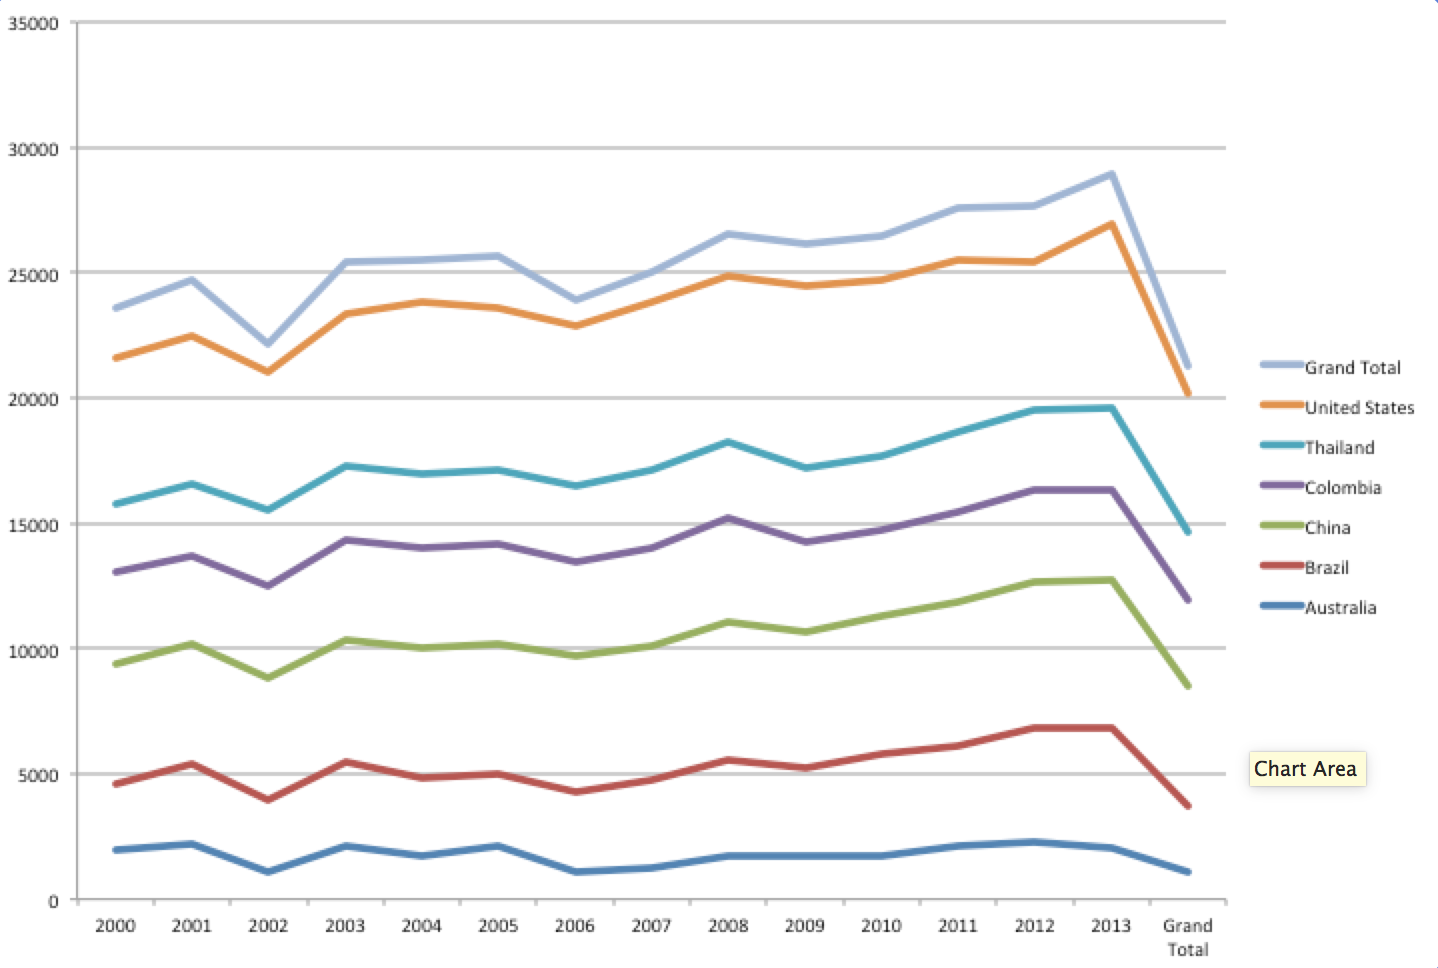 35000
30000
25000
20000
15000
10000
5000
0
2000 2001 2002 2003 2004 2005 2006 2007 2008 2009 2010 2011 2012 2013 Grand
Total
Grand Total
United States
Thailand
Colombia
China
Brazil
Australia
Chart Area